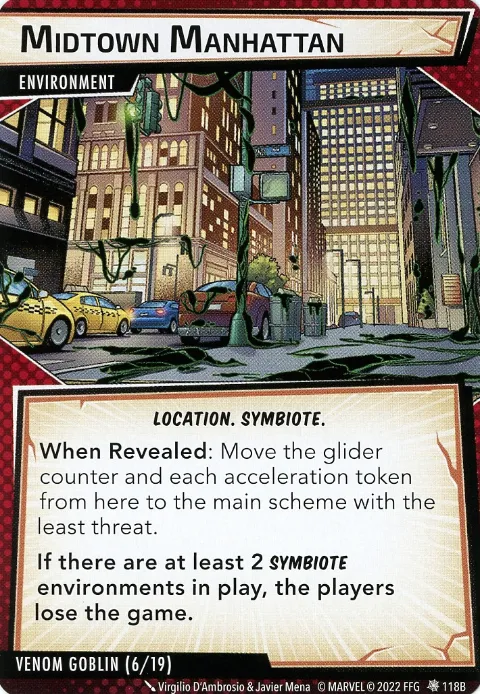 MIDTOWN MANHATTAN
ENVIRONMENT
LOCATION. SYMBIOTE.
When Revealed: Move the glider
counter and each acceleration token
from here to the main scheme with the
least threat.
If there are at least 2 SYMBIOTE
environments in play, the players
lose the game.
VENOM GOBLIN (6/19)
Virgilio D'Ambrosio & Javier Mena © MARVEL © 2022 FFG 118B